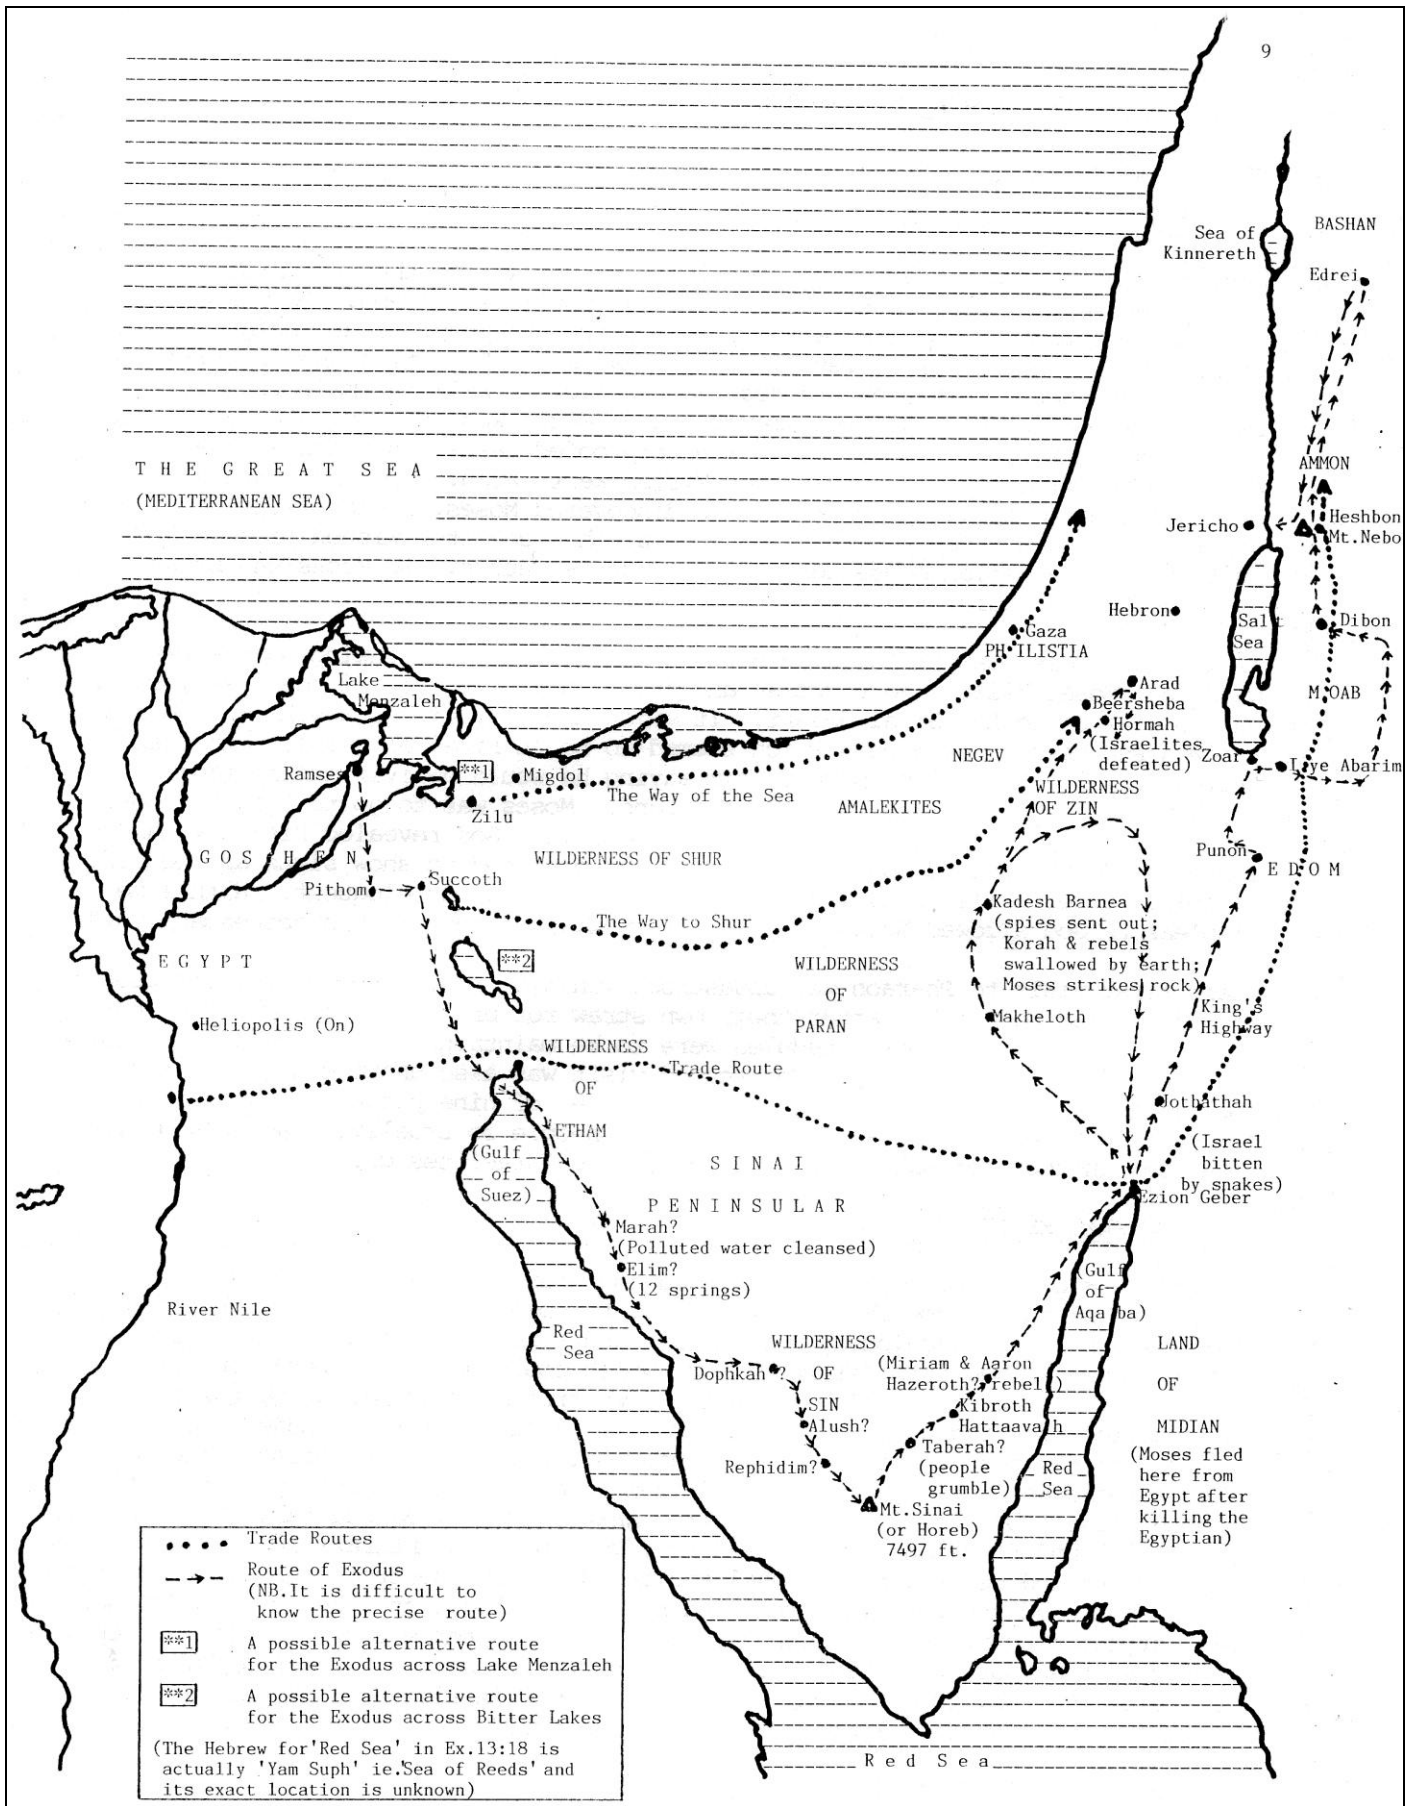 9
BASHAN
Sea of
Kinnereth
Edrei
THE GREAT SEA
(MEDITERRANEAN SEA)
AMMON
Jericho
Heshbon
Mt.Nebo
Hebron
Salt
Sea
Dibon
Gaza
PHILISTIA
Lake
Menzaleh
Arad
Beersheba
Hormah
(Israelites
defeated)
MOAB
NEGEV
Zoar
Iye Abarim
Ramses
**1
Migdol
The Way of the Sea
Zilu
AMALEKITES
WILDERNESS
OF ZIN
GOSCHEN
WILDERNESS OF SHUR
Punon
EDOM
Pithom
Succoth
The Way to Shur
Kadesh Barnea
(spies sent out;
Korah & rebels
swallowed by earth;
Moses strikes rock)
EGYPT
**2
WILDERNESS
OF
PARAN
Heliopolis (On)
Makheloth
King's
Highway
WILDERNESS
OF
ETHAM
Trade Route
Jothathah
(Gulf
of
Suez)
SINAI
PENINSULAR
(Israel
bitten
by snakes)
Ezion Geber
Marah?
(Polluted water cleansed)
Elim?
(12 springs)
(Gulf
of
Aqaba)
River Nile
Red
Sea
WILDERNESS
OF
SIN
Dophkah ?
(Miriam & Aaron
Hazeroth? rebel)
LAND
OF
MIDIAN
(Moses fled
here from
Egypt after
killing the
Egyptian)
Kibroth
Hattaavah
Alush?
Taberah?
(people
grumble)
Rephidim?
Red
Sea
Mt.Sinai
(or Horeb)
7497 ft.
Trade Routes
Route of Exodus
(NB.It is difficult to
know the precise route)
**1 A possible alternative route
for the Exodus across Lake Menzaleh
**2 A possible alternative route
for the Exodus across Bitter Lakes
(The Hebrew for 'Red Sea' in Ex.13:18 is
actually 'Yam Suph' ie.'Sea of Reeds' and
its exact location is unknown)
Red Sea